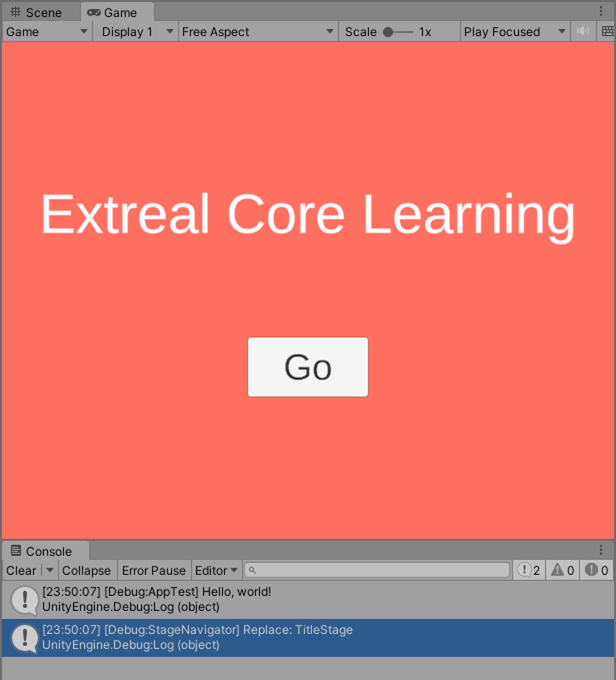 Scene Game
Game Display 1 Free Aspect Scale 1x Play Focused
Extreal Core Learning
Go
Console
Clear Collapse Error Pause Editor 2 0 0
[23:50:07] [Debug:AppTest] Hello, world!
UnityEngine.Debug:Log (object)
[23:50:07] [Debug:StageNavigator] Replace: TitleStage
UnityEngine.Debug:Log (object)